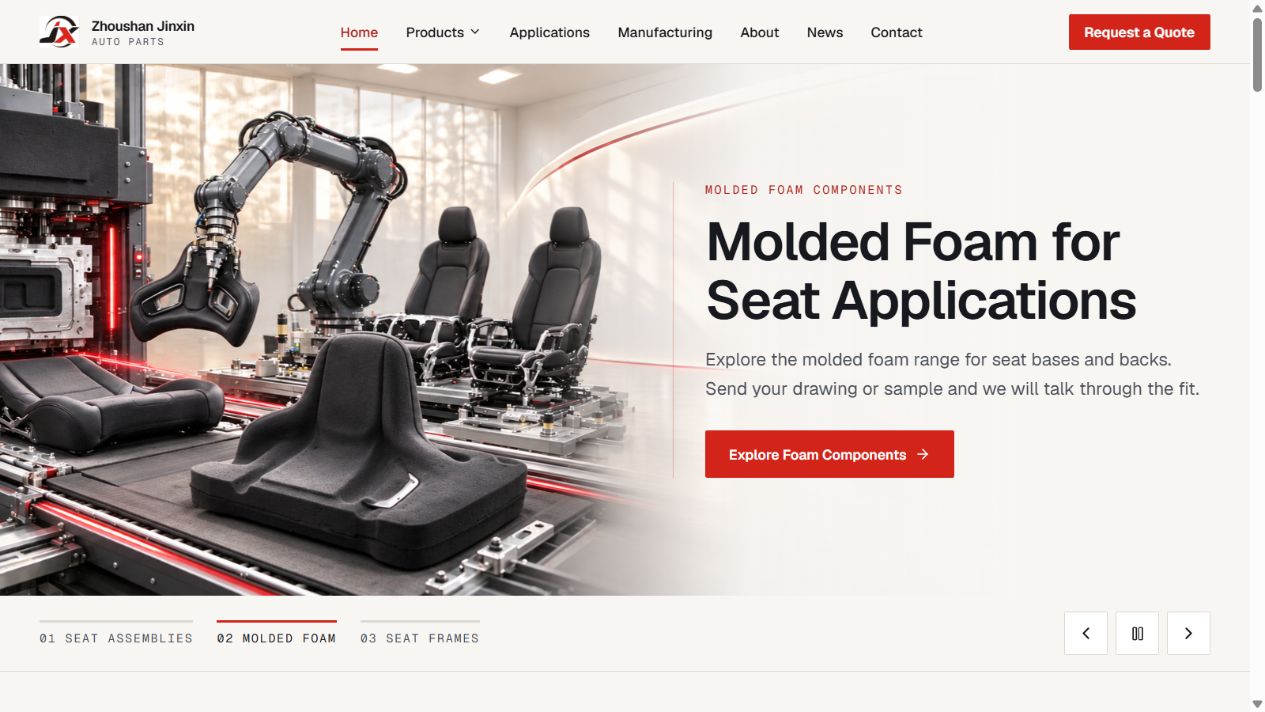 Zhoushan Jinxin
AUTO PARTS
Home
Products
Applications
Manufacturing
About
News
Contact
Request a Quote
MOLDED FOAM COMPONENTS
Molded Foam for
Seat Applications
Explore the molded foam range for seat bases and backs.
Send your drawing or sample and we will talk through the fit.
Explore Foam Components
01 SEAT ASSEMBLIES
02 MOLDED FOAM
03 SEAT FRAMES